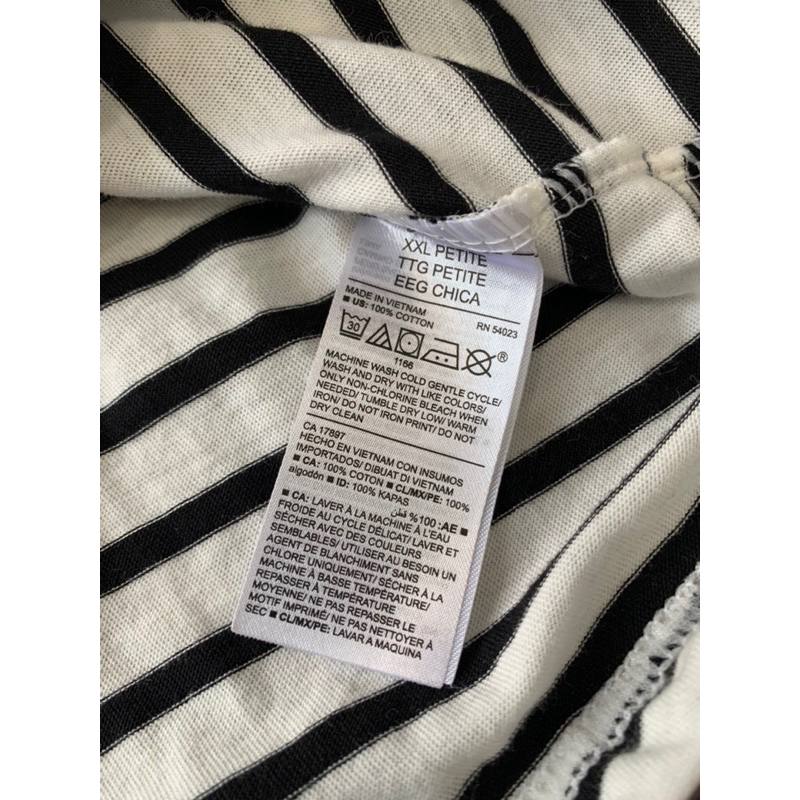 XXL PETITE
TTG PETITE
EEG CHICA
MADE IN VIETNAM
■ US: 100% COTTON RN 54023
30 ®
1166
MACHINE WASH COLD GENTLE CYCLE/
WASH AND DRY WITH LIKE COLORS/
ONLY NON-CHLORINE BLEACH WHEN
NEEDED/ TUMBLE DRY LOW/ WARM
IRON/ DO NOT IRON PRINT/ DO NOT
DRY CLEAN
CA 17897
HECHO EN VIETNAM CON INSUMOS
IMPORTADOS/ DIBUAT DI VIETNAM
■ CA: 100% COTON ■ CL/MX/PE: 100%
algodón ■ ID: 100% KAPAS
■ AE: 100% قطن
■ CA: LAVER À LA MACHINE À L'EAU
FROIDE AU CYCLE DÉLICAT/ LAVER ET
SÉCHER AVEC DES COULEURS
SEMBLABLES/ UTILISER AU BESOIN UN
AGENT DE BLANCHIMENT SANS
CHLORE UNIQUEMENT/ SÉCHER À LA
MACHINE À BASSE TEMPÉRATURE/
REPASSER À TEMPÉRATURE
MOYENNE/ NE PAS REPASSER LE
MOTIF IMPRIMÉ/ NE PAS NETTOYER À
SEC ■ CL/MX/PE: LAVAR A MAQUINA